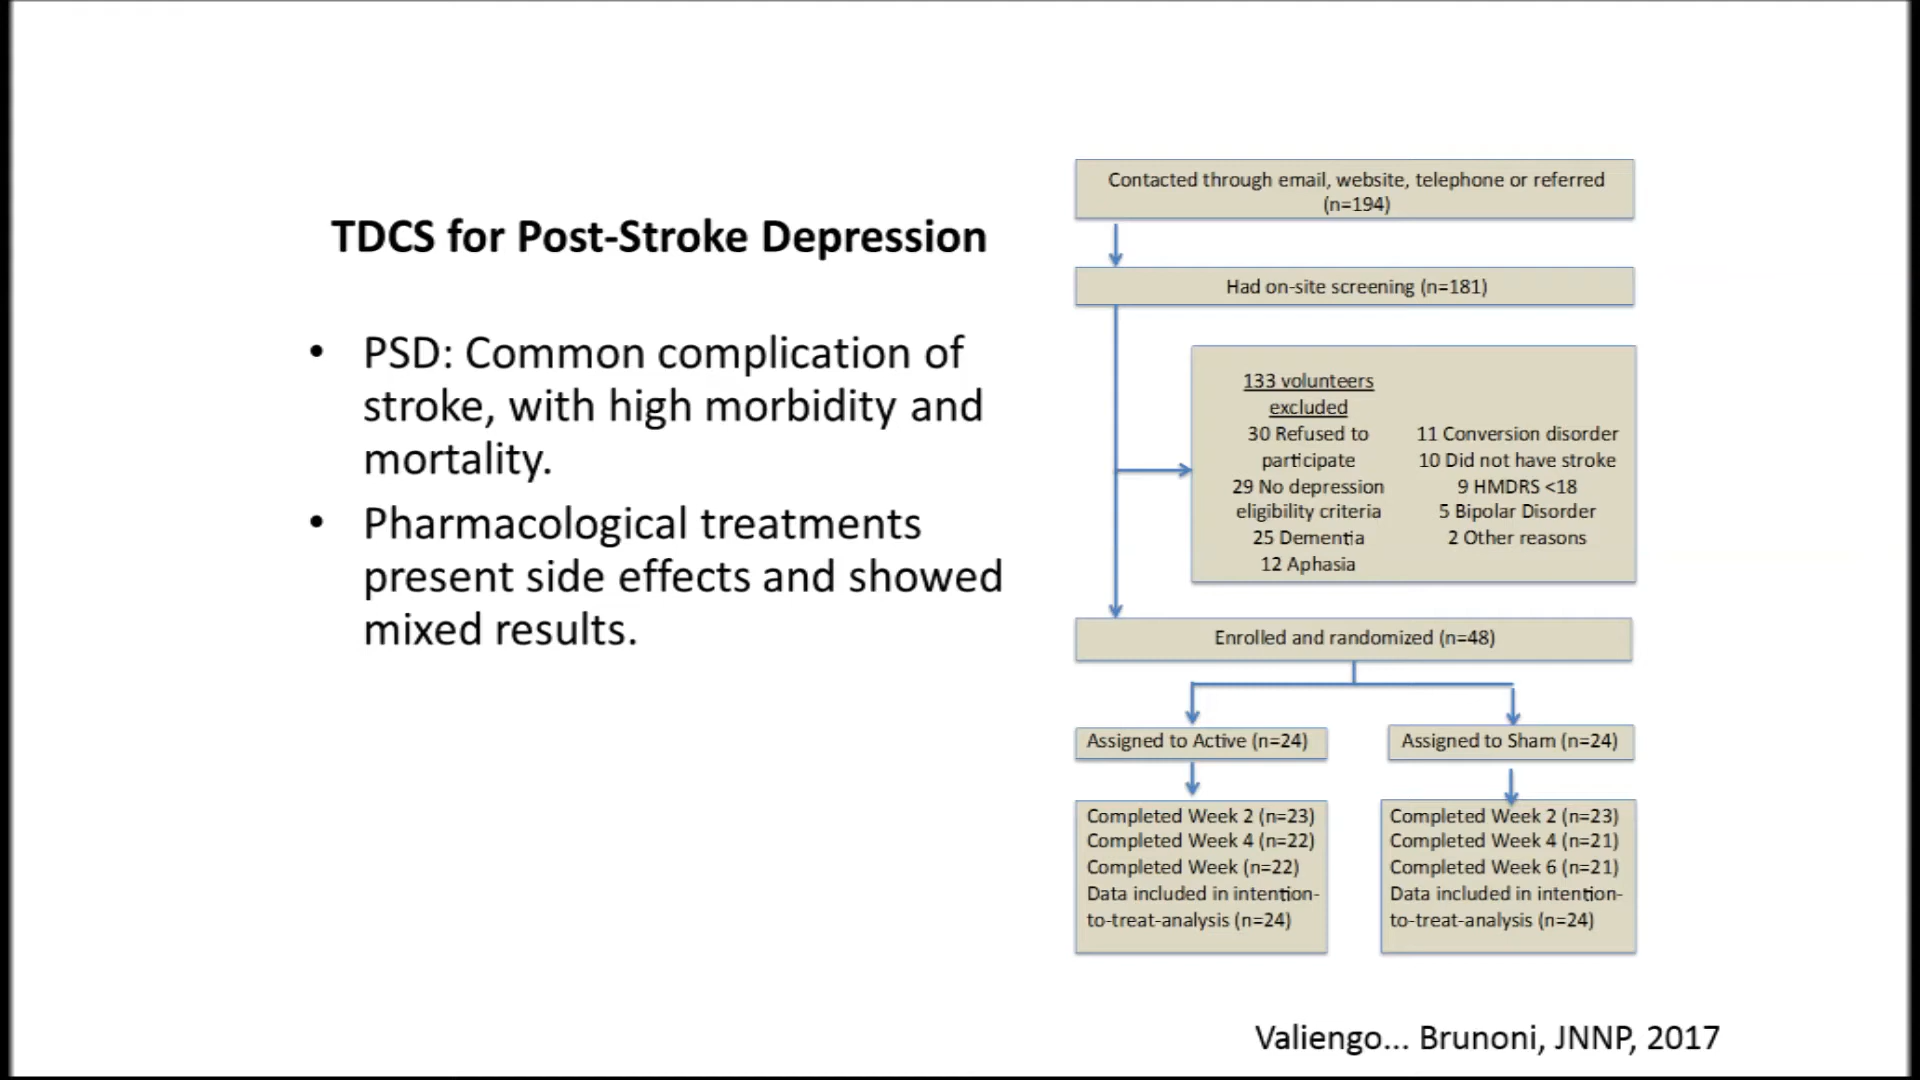 TDCS for Post-Stroke Depression
• PSD: Common complication of
stroke, with high morbidity and
mortality.
• Pharmacological treatments
present side effects and showed
mixed results.
Contacted through email, website, telephone or referred
(n=194)
Had on-site screening (n=181)
133 volunteers
excluded
30 Refused to
participate
29 No depression
eligibility criteria
25 Dementia
12 Aphasia
11 Conversion disorder
10 Did not have stroke
9 HMDRS <18
5 Bipolar Disorder
2 Other reasons
Enrolled and randomized (n=48)
Assigned to Active (n=24)
Assigned to Sham (n=24)
Completed Week 2 (n=23)
Completed Week 4 (n=22)
Completed Week (n=22)
Data included in intention-
to-treat-analysis (n=24)
Completed Week 2 (n=23)
Completed Week 4 (n=21)
Completed Week 6 (n=21)
Data included in intention-
to-treat-analysis (n=24)
Valiengo... Brunoni, JNNP, 2017